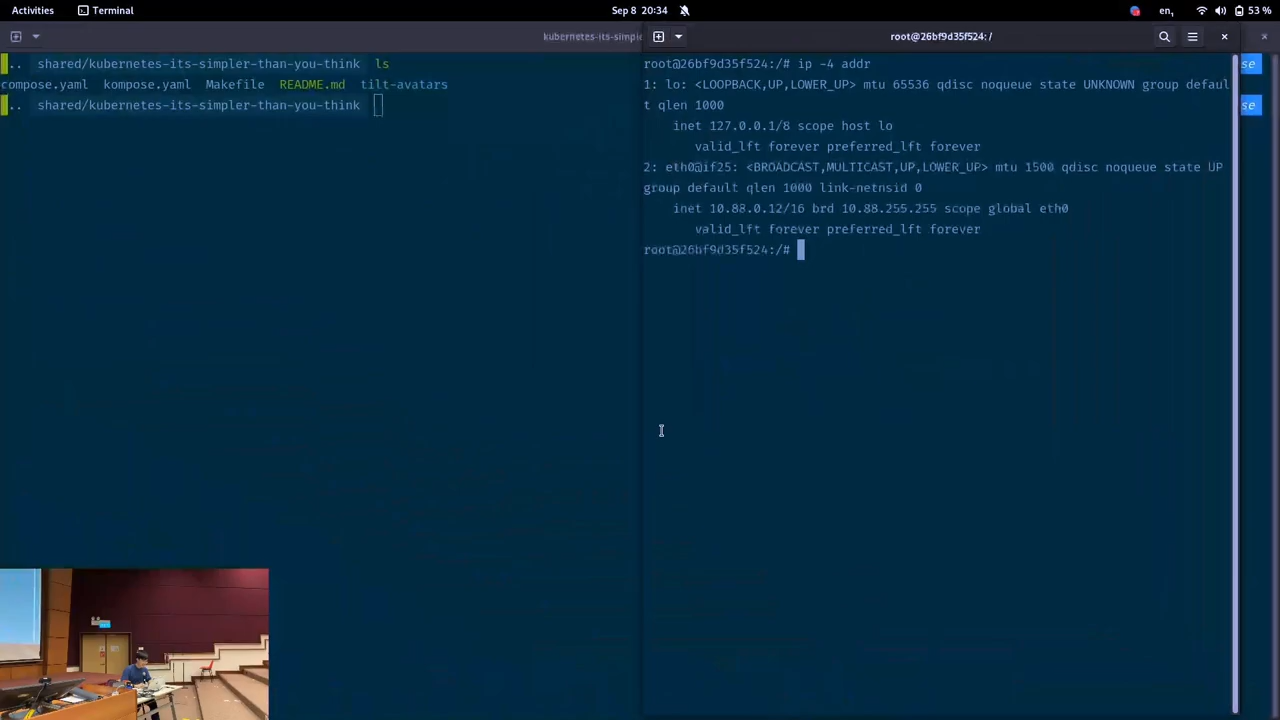 Activities
Terminal
Sep 8 20:34
en,
53 %
kubernetes-its-simple
root@26bf9d35f524: /
.. shared/kubernetes-its-simpler-than-you-think ls
compose.yaml kompose.yaml Makefile README.md tilt-avatars
.. shared/kubernetes-its-simpler-than-you-think
root@26bf9d35f524:/# ip -4 addr
1: lo: <LOOPBACK,UP,LOWER_UP> mtu 65536 qdisc noqueue state UNKNOWN group defaul
t qlen 1000
inet 127.0.0.1/8 scope host lo
valid_lft forever preferred_lft forever
2: eth0@if25: <BROADCAST,MULTICAST,UP,LOWER_UP> mtu 1500 qdisc noqueue state UP
group default qlen 1000 link-netnsid 0
inet 10.88.0.12/16 brd 10.88.255.255 scope global eth0
valid_lft forever preferred_lft forever
root@26bf9d35f524:/#
se
se